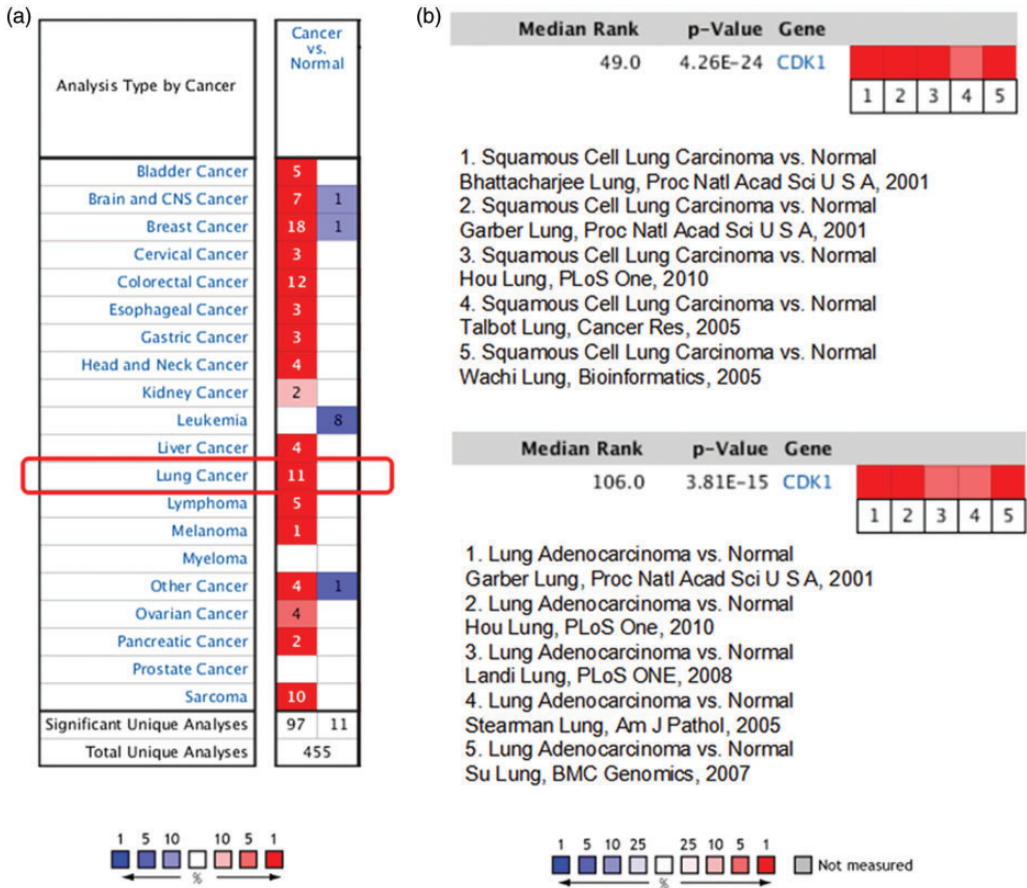 (a)
Analysis Type by Cancer
Cancer
vs.
Normal
Bladder Cancer 5
Brain and CNS Cancer 7 1
Breast Cancer 18 1
Cervical Cancer 3
Colorectal Cancer 12
Esophageal Cancer 3
Gastric Cancer 3
Head and Neck Cancer 4
Kidney Cancer 2
Leukemia 8
Liver Cancer 4
Lung Cancer 11
Lymphoma 5
Melanoma 1
Myeloma
Other Cancer 4 1
Ovarian Cancer 4
Pancreatic Cancer 2
Prostate Cancer
Sarcoma 10
Significant Unique Analyses 97 11
Total Unique Analyses 455
1 5 10 10 5 1
%
(b)
Median Rank p-Value Gene
49.0 4.26E-24 CDK1
1 2 3 4 5
1. Squamous Cell Lung Carcinoma vs. Normal
Bhattacharjee Lung, Proc Natl Acad Sci U S A, 2001
2. Squamous Cell Lung Carcinoma vs. Normal
Garber Lung, Proc Natl Acad Sci U S A, 2001
3. Squamous Cell Lung Carcinoma vs. Normal
Hou Lung, PLoS One, 2010
4. Squamous Cell Lung Carcinoma vs. Normal
Talbot Lung, Cancer Res, 2005
5. Squamous Cell Lung Carcinoma vs. Normal
Wachi Lung, Bioinformatics, 2005
Median Rank p-Value Gene
106.0 3.81E-15 CDK1
1 2 3 4 5
1. Lung Adenocarcinoma vs. Normal
Garber Lung, Proc Natl Acad Sci U S A, 2001
2. Lung Adenocarcinoma vs. Normal
Hou Lung, PLoS One, 2010
3. Lung Adenocarcinoma vs. Normal
Landi Lung, PLoS ONE, 2008
4. Lung Adenocarcinoma vs. Normal
Stearman Lung, Am J Pathol, 2005
5. Lung Adenocarcinoma vs. Normal
Su Lung, BMC Genomics, 2007
1 5 10 25 25 10 5 1
Not measured
%